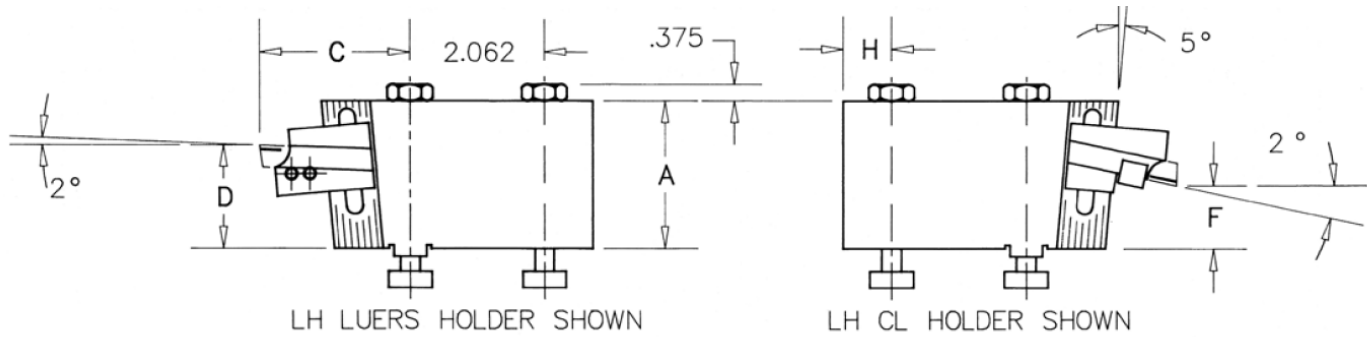 C
2.062
.375
H
5°
2°
D
A
2°
F
LH LUERS HOLDER SHOWN
LH CL HOLDER SHOWN